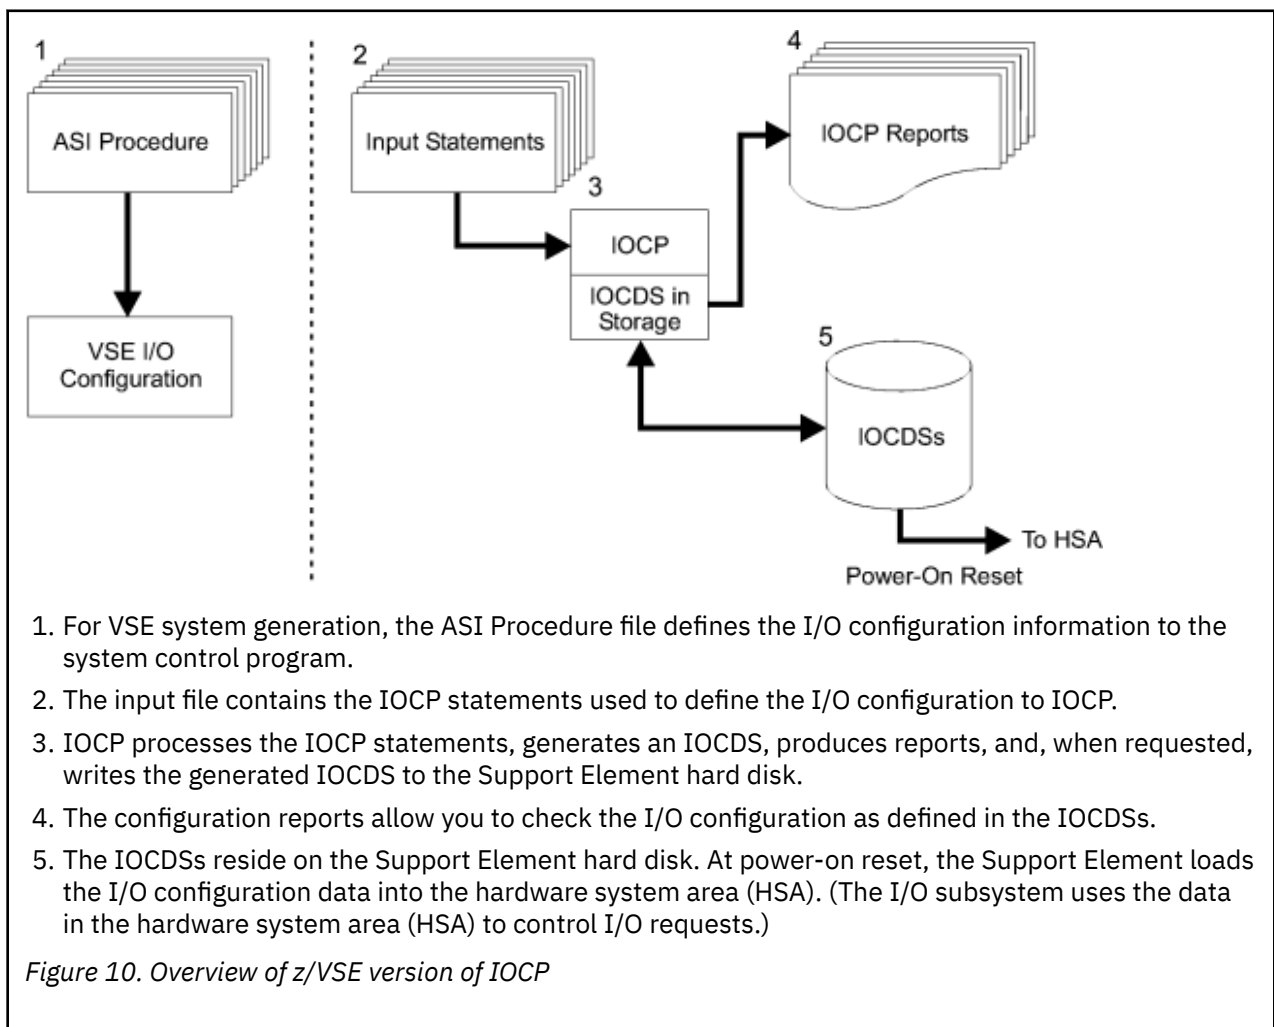 1
ASI Procedure
VSE I/O
Configuration
2
Input Statements
3
IOCP
IOCDS in
Storage
4
IOCP Reports
5
IOCDSs
To HSA
Power-On Reset
1. For VSE system generation, the ASI Procedure file defines the I/O configuration information to the
system control program.
2. The input file contains the IOCP statements used to define the I/O configuration to IOCP.
3. IOCP processes the IOCP statements, generates an IOCDS, produces reports, and, when requested,
writes the generated IOCDS to the Support Element hard disk.
4. The configuration reports allow you to check the I/O configuration as defined in the IOCDSs.
5. The IOCDSs reside on the Support Element hard disk. At power-on reset, the Support Element loads
the I/O configuration data into the hardware system area (HSA). (The I/O subsystem uses the data
in the hardware system area (HSA) to control I/O requests.)
Figure 10. Overview of z/VSE version of IOCP